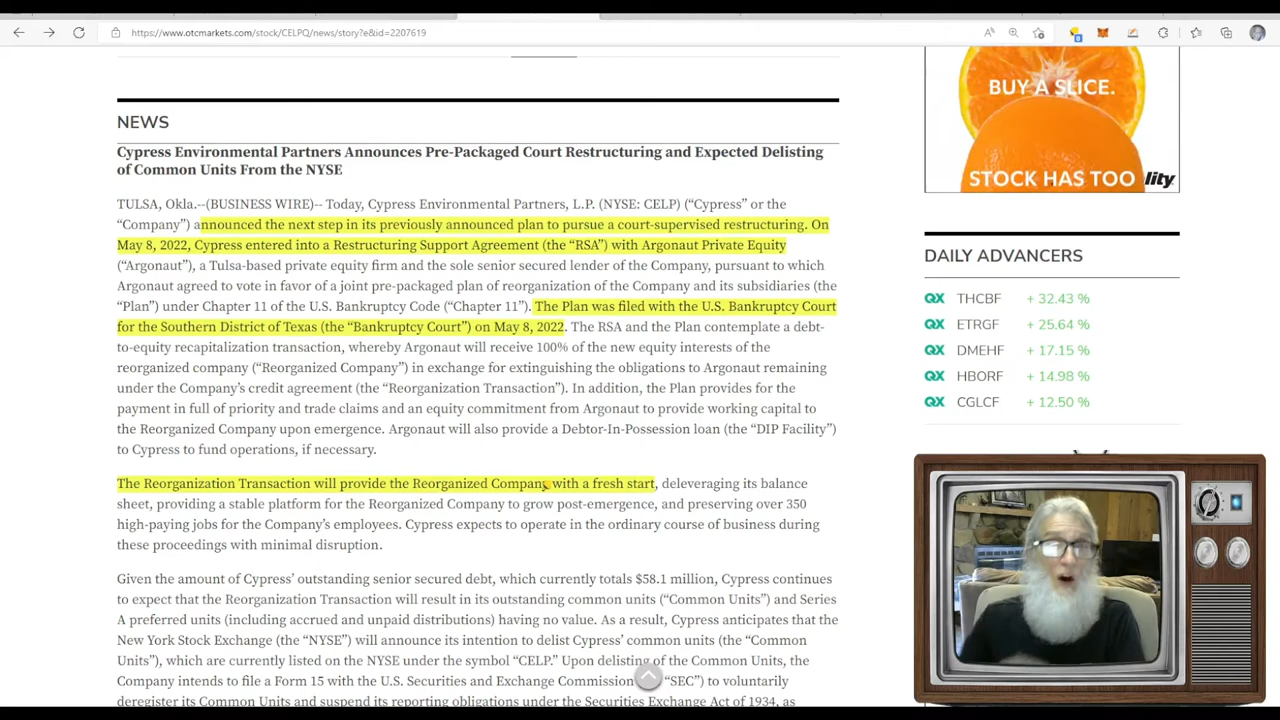 https://www.otcmarkets.com/stock/CELPQ/news/story?e&id=2207619
NEWS
Cypress Environmental Partners Announces Pre-Packaged Court Restructuring and Expected Delisting
of Common Units From the NYSE
TULSA, Okla.--(BUSINESS WIRE)-- Today, Cypress Environmental Partners, L.P. (NYSE: CELP) (“Cypress” or the
“Company”) announced the next step in its previously announced plan to pursue a court-supervised restructuring. On
May 8, 2022, Cypress entered into a Restructuring Support Agreement (the “RSA”) with Argonaut Private Equity
(“Argonaut”), a Tulsa-based private equity firm and the sole senior secured lender of the Company, pursuant to which
Argonaut agreed to vote in favor of a joint pre-packaged plan of reorganization of the Company and its subsidiaries (the
“Plan”) under Chapter 11 of the U.S. Bankruptcy Code (“Chapter 11”). The Plan was filed with the U.S. Bankruptcy Court
for the Southern District of Texas (the “Bankruptcy Court”) on May 8, 2022. The RSA and the Plan contemplate a debt-
to-equity recapitalization transaction, whereby Argonaut will receive 100% of the new equity interests of the
reorganized company (“Reorganized Company”) in exchange for extinguishing the obligations to Argonaut remaining
under the Company’s credit agreement (the “Reorganization Transaction”). In addition, the Plan provides for the
payment in full of priority and trade claims and an equity commitment from Argonaut to provide working capital to
the Reorganized Company upon emergence. Argonaut will also provide a Debtor-In-Possession loan (the “DIP Facility”)
to Cypress to fund operations, if necessary.
The Reorganization Transaction will provide the Reorganized Company with a fresh start, deleveraging its balance
sheet, providing a stable platform for the Reorganized Company to grow post-emergence, and preserving over 350
high-paying jobs for the Company’s employees. Cypress expects to operate in the ordinary course of business during
these proceedings with minimal disruption.
Given the amount of Cypress’ outstanding senior secured debt, which currently totals $58.1 million, Cypress continues
to expect that the Reorganization Transaction will result in its outstanding common units (“Common Units”) and Series
A preferred units (including accrued and unpaid distributions) having no value. As a result, Cypress anticipates that the
New York Stock Exchange (the “NYSE”) will announce its intention to delist Cypress’ common units (the “Common
Units”), which are currently listed on the NYSE under the symbol “CELP.” Upon delisting of the Common Units, the
Company intends to file a Form 15 with the U.S. Securities and Exchange Commission “SEC”) to voluntarily
deregister its Common Units and suspend its reporting obligations under the Securities Exchange Act of 1934, as
BUY A SLICE.
STOCK HAS TOO
lity
DAILY ADVANCERS
QX THCBF + 32.43 %
QX ETRGF + 25.64 %
QX DMEHF + 17.15 %
QX HBORF + 14.98 %
QX CGLCF + 12.50 %